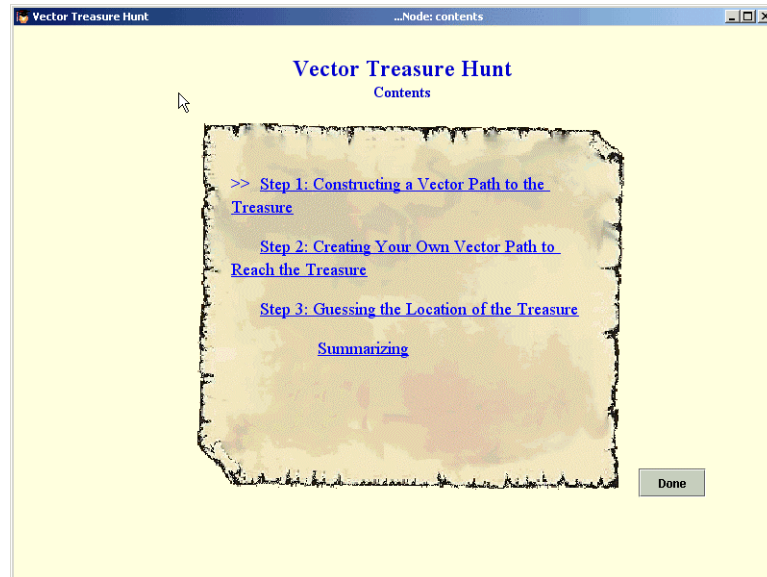 Vector Treasure Hunt ...Node: contents
Vector Treasure Hunt
Contents
>> Step 1: Constructing a Vector Path to the
Treasure
Step 2: Creating Your Own Vector Path to
Reach the Treasure
Step 3: Guessing the Location of the Treasure
Summarizing
Done